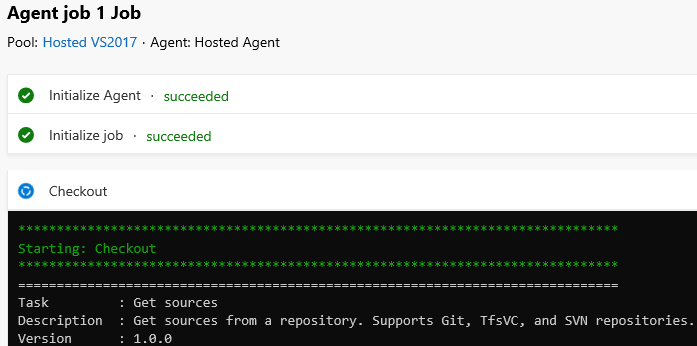 Agent job 1 Job
Pool: Hosted VS2017 · Agent: Hosted Agent
Initialize Agent · succeeded
Initialize job · succeeded
Checkout
******************************************************************************
Starting: Checkout
******************************************************************************
==============================================================================
Task         : Get sources
Description  : Get sources from a repository. Supports Git, TfsVC, and SVN repositories.
Version      : 1.0.0